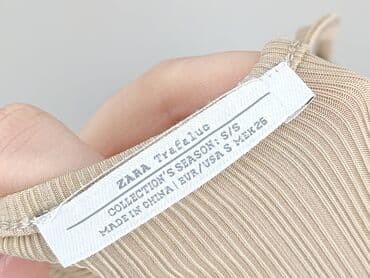 ZARA Trafaluc
COLLECTION'S SEASON: S/S
MADE IN CHINA | EUR/USA S MEX 26